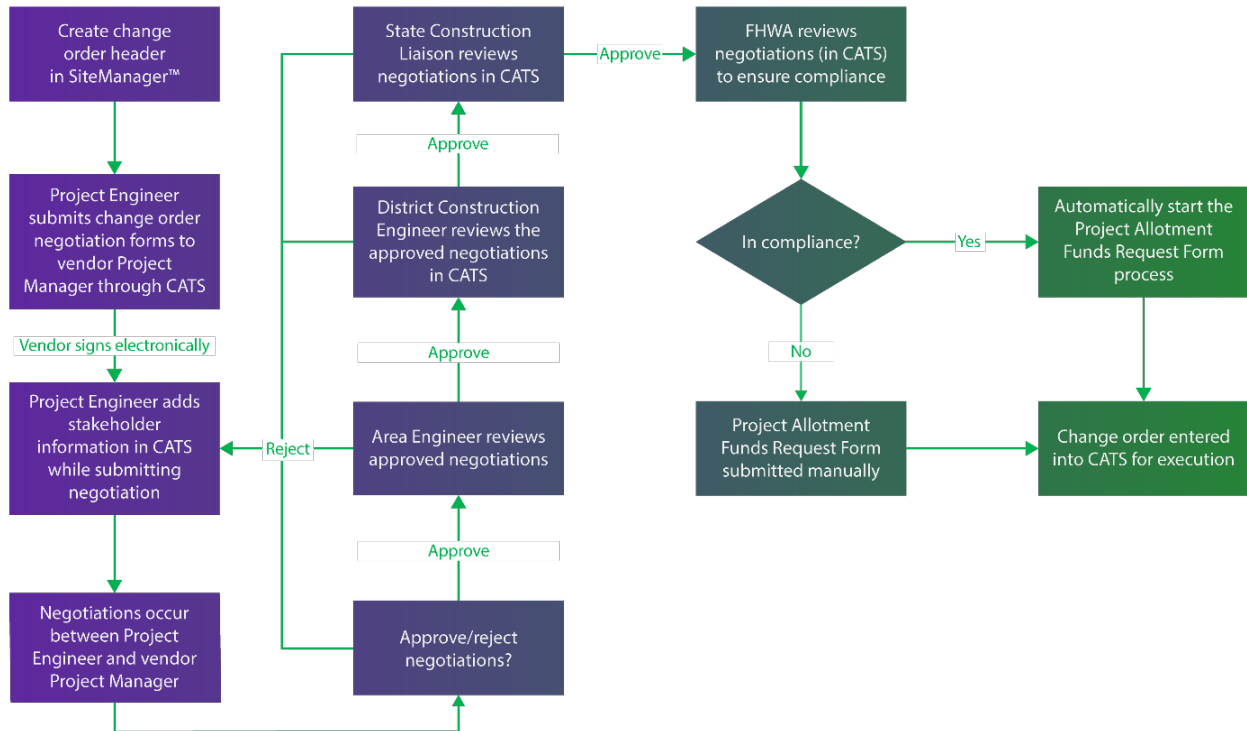 Create change
order header
in SiteManager™
Project Engineer
submits change order
negotiation forms to
vendor Project
Manager through CATS
Vendor signs electronically
Project Engineer adds
stakeholder
information in CATS
while submitting
negotiation
Negotiations occur
between Project
Engineer and vendor
Project Manager
Approve/reject
negotiations?
Reject
Approve
Area Engineer reviews
approved negotiations
Approve
District Construction
Engineer reviews the
approved negotiations
in CATS
Approve
State Construction
Liaison reviews
negotiations in CATS
Approve
FHWA reviews
negotiations (in CATS)
to ensure compliance
In compliance?
Yes
Automatically start the
Project Allotment
Funds Request Form
process
No
Project Allotment
Funds Request Form
submitted manually
Change order entered
into CATS for execution